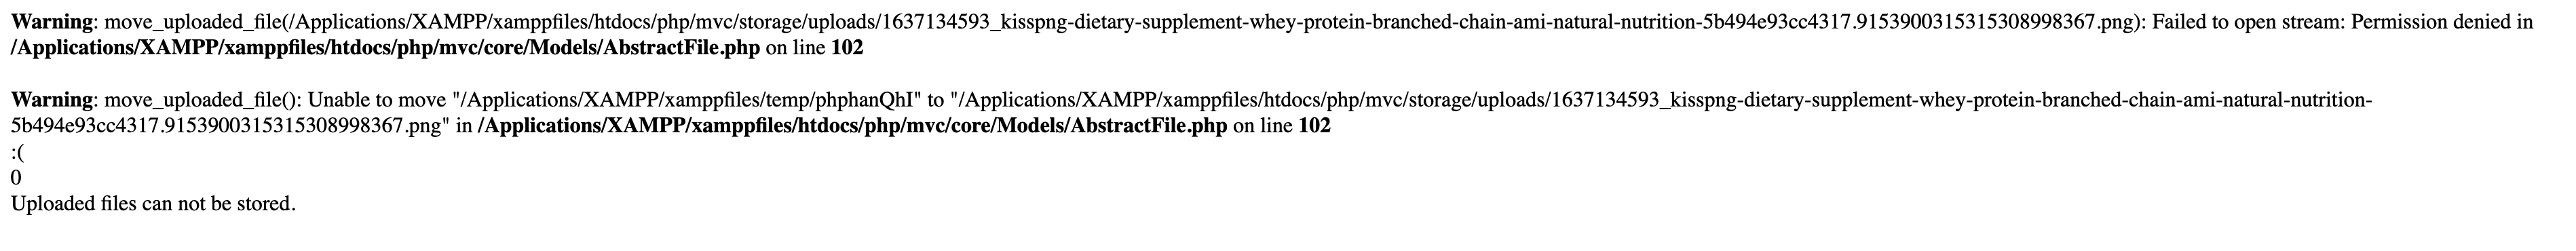 Warning: move_uploaded_file(/Applications/XAMPP/xamppfiles/htdocs/php/mvc/storage/uploads/1637134593_kisspng-dietary-supplement-whey-protein-branched-chain-ami-natural-nutrition-5b494e93cc4317.9153900315315308998367.png): Failed to open stream: Permission denied in
/Applications/XAMPP/xamppfiles/htdocs/php/mvc/core/Models/AbstractFile.php on line 102
Warning: move_uploaded_file(): Unable to move "/Applications/XAMPP/xamppfiles/temp/phphanQhI" to "/Applications/XAMPP/xamppfiles/htdocs/php/mvc/storage/uploads/1637134593_kisspng-dietary-supplement-whey-protein-branched-chain-ami-natural-nutrition-
5b494e93cc4317.9153900315315308998367.png" in /Applications/XAMPP/xamppfiles/htdocs/php/mvc/core/Models/AbstractFile.php on line 102
:(
0
Uploaded files can not be stored.